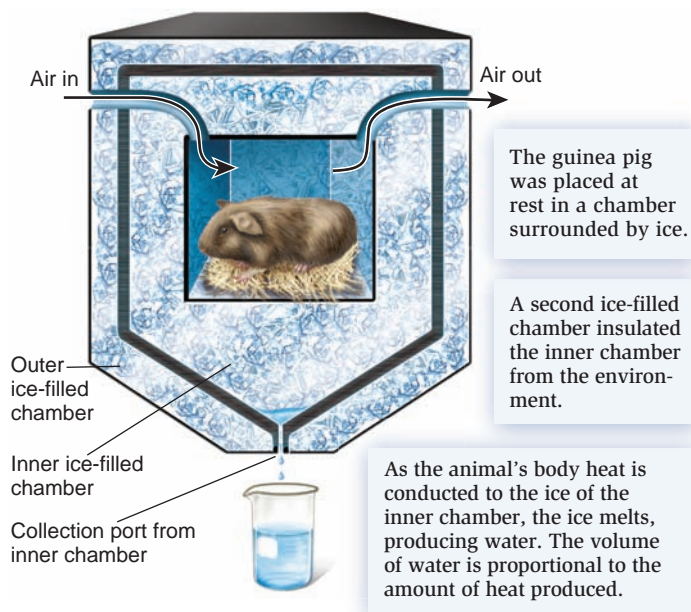 Air in
Air out
The guinea pig
was placed at
rest in a chamber
surrounded by ice.
A second ice-filled
chamber insulated
the inner chamber
from the environ-
ment.
Outer
ice-filled
chamber
Inner ice-filled
chamber
Collection port from
inner chamber
As the animal's body heat is
conducted to the ice of the
inner chamber, the ice melts,
producing water. The volume
of water is proportional to the
amount of heat produced.